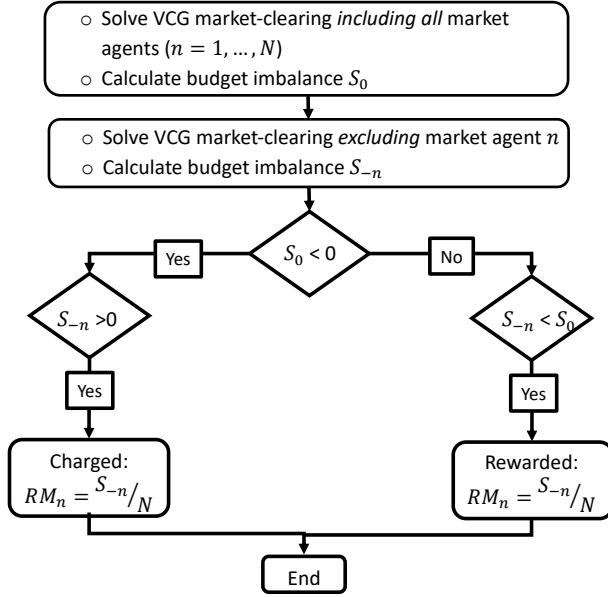 ○ Solve VCG market-clearing including all market
agents (n = 1, … , N)
○ Calculate budget imbalance S₀
○ Solve VCG market-clearing excluding market agent n
○ Calculate budget imbalance S₋ₙ
Yes
S₀ < 0
No
S₋ₙ >0
S₋ₙ < S₀
Yes
Yes
Charged:
RMₙ = S₋ₙ/N
Rewarded:
RMₙ = S₋ₙ/N
End